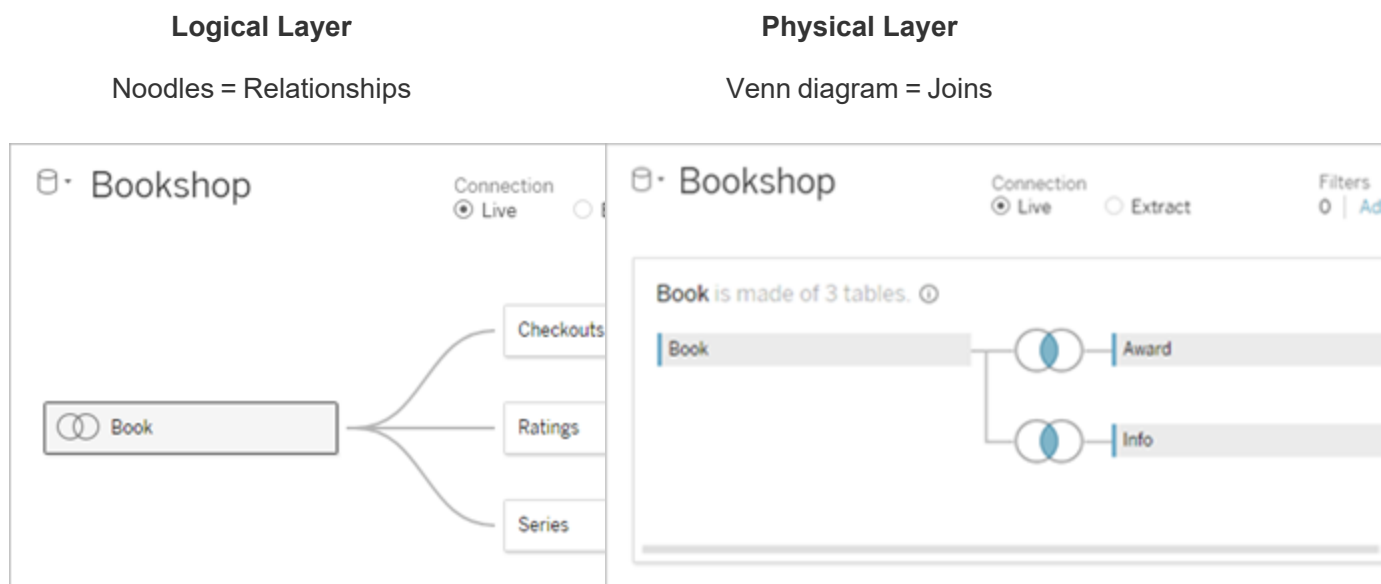 Logical Layer
Noodles = Relationships
Bookshop
Connection
Live
Book
Checkouts
Ratings
Series
Physical Layer
Venn diagram = Joins
Bookshop
Connection
Live
Extract
Filters
0 | Ad
Book is made of 3 tables.
Book
Award
Info